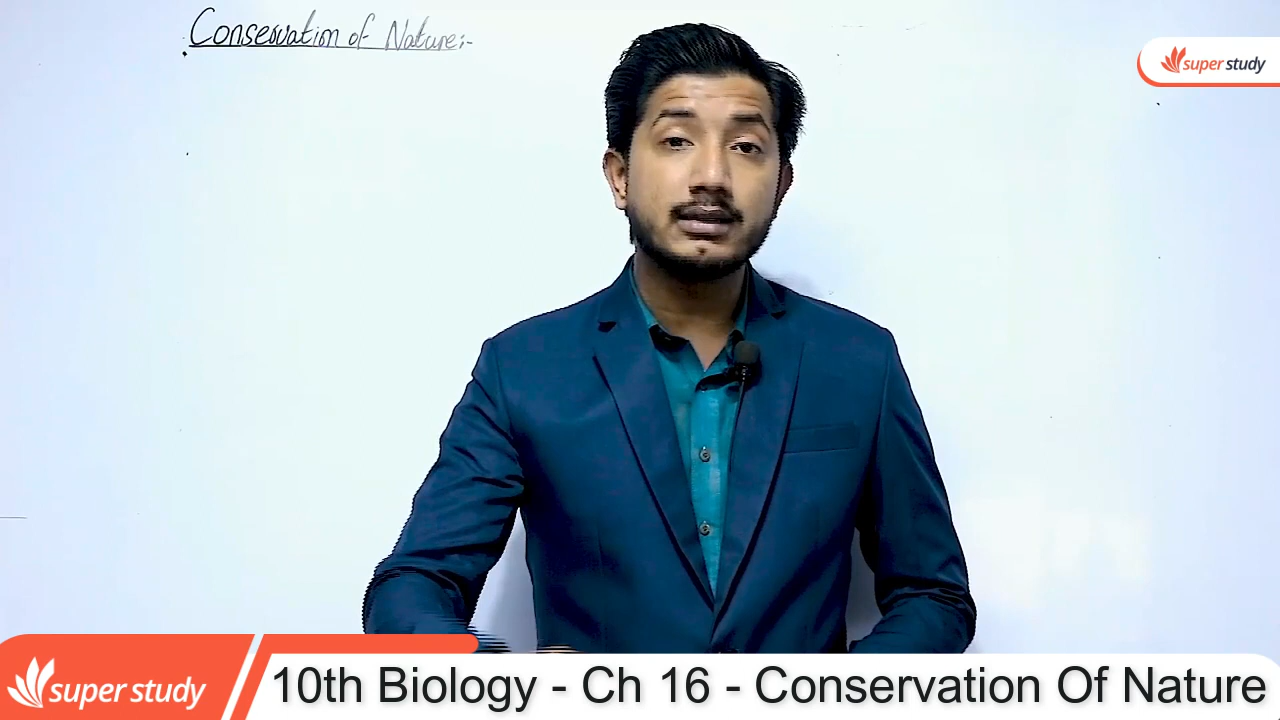 Conservation of Nature:-
super study
super study
10th Biology - Ch 16 - Conservation Of Nature